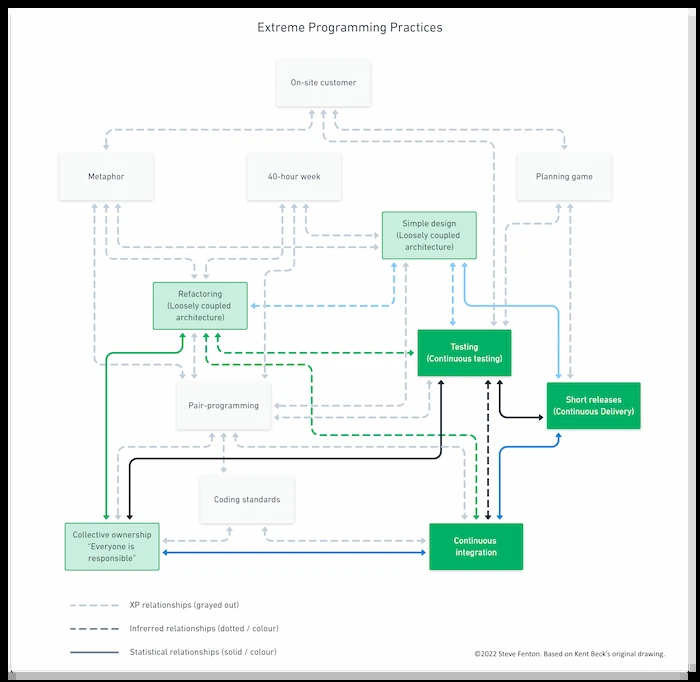 Extreme Programming Practices
On-site customer
Metaphor
40-hour week
Planning game
Simple design
(Loosely coupled
architecture)
Refactoring
(Loosely coupled
architecture)
Testing
(Continuous testing)
Pair-programming
Short releases
(Continuous Delivery)
Coding standards
Collective ownership
"Everyone is
responsible"
Continuous
integration
XP relationships (grayed out)
Infrerred relationships (dotted / colour)
Statistical relationships (solid / colour)
©2022 Steve Fenton. Based on Kent Beck's original drawing.